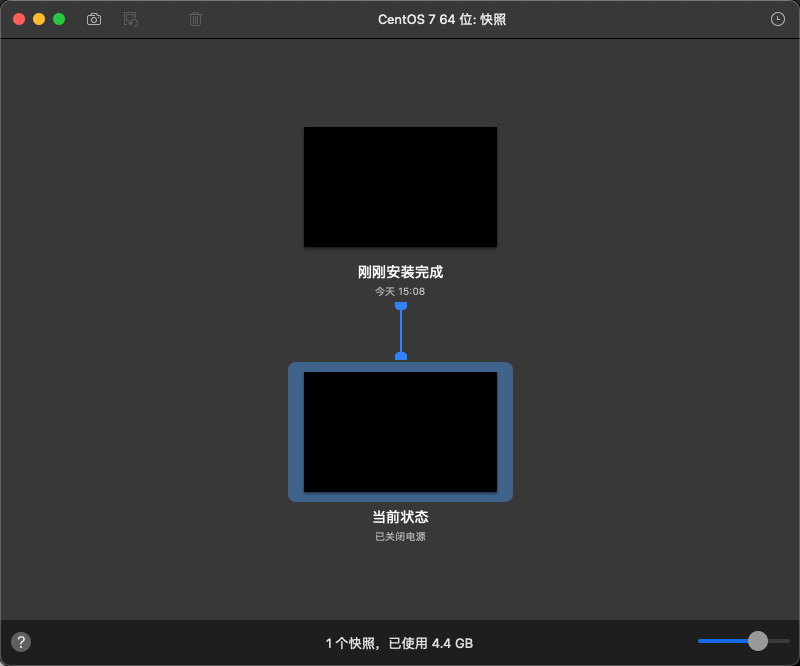 CentOS 7 64 位: 快照
刚刚安装完成
今天 15:08
当前状态
已关闭电源
?
1 个快照，已使用 4.4 GB